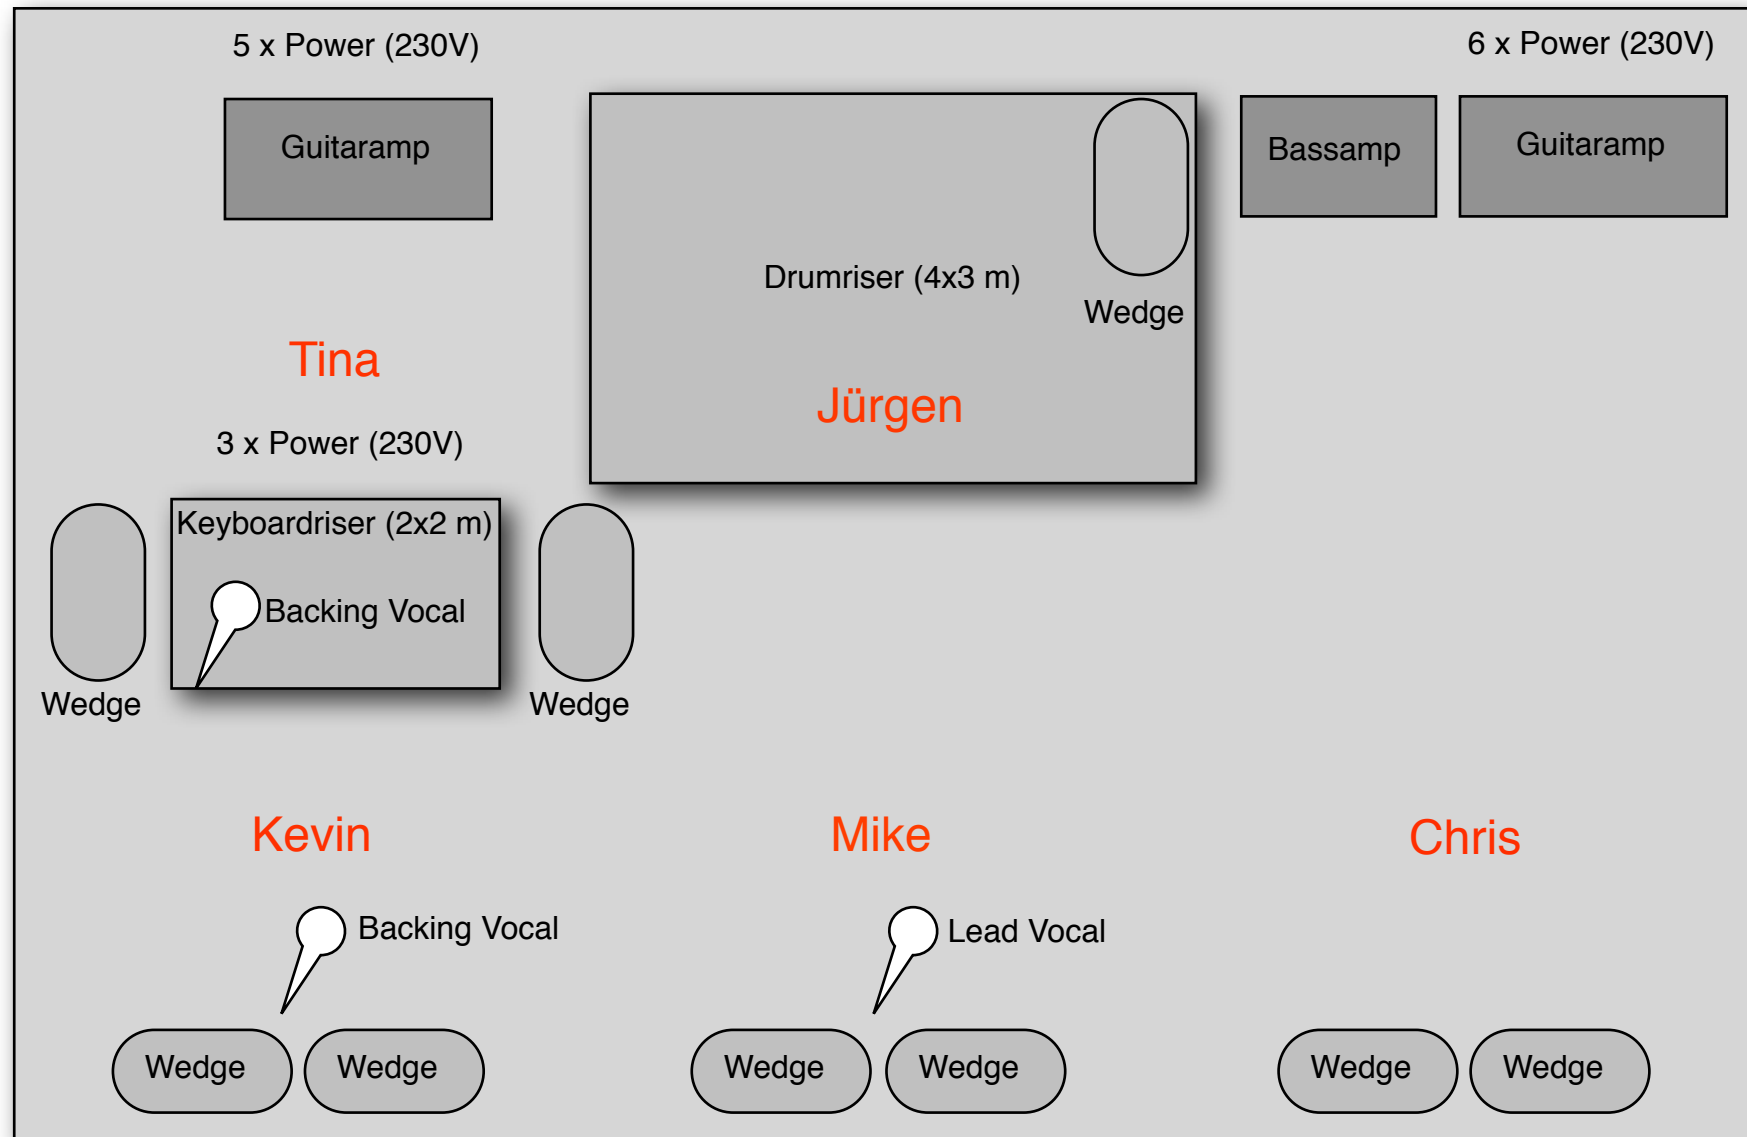 5 x Power (230V)
6 x Power (230V)
Guitaramp
Bassamp
Guitaramp
Drumriser (4x3 m)
Wedge
Tina
Jürgen
3 x Power (230V)
Keyboardriser (2x2 m)
Backing Vocal
Wedge
Wedge
Kevin
Mike
Chris
Backing Vocal
Lead Vocal
Wedge
Wedge
Wedge
Wedge
Wedge
Wedge